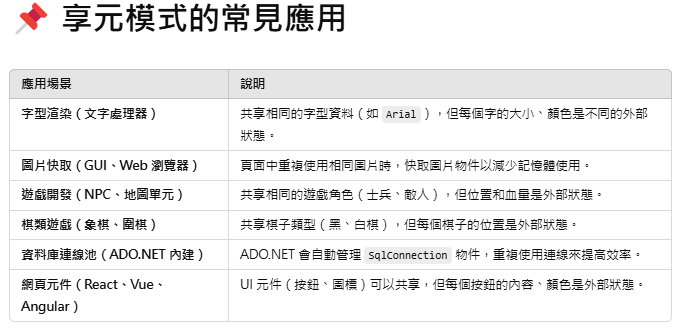 享元模式的常見應用
應用場景 說明
字型渲染（文字處理器） 共享相同的字型資料（如 Arial ），但每個字的大小、顏色是不同的外部
狀態。
圖片快取（GUI、Web 瀏覽器） 頁面中重複使用相同圖片時，快取圖片物件以減少記憶體使用。
遊戲開發（NPC、地圖單元） 共享相同的遊戲角色（士兵、敵人），但位置和血量是外部狀態。
棋類遊戲（象棋、圍棋） 共享棋子類型（黑、白棋），但每個棋子的位置是外部狀態。
資料庫連線池（ADO.NET 內建） ADO.NET 會自動管理 SqlConnection 物件，重複使用連線來提高效率。
網頁元件（React、Vue、 UI 元件（按鈕、圖標）可以共享，但每個按鈕的內容、顏色是外部狀態。
Angular）